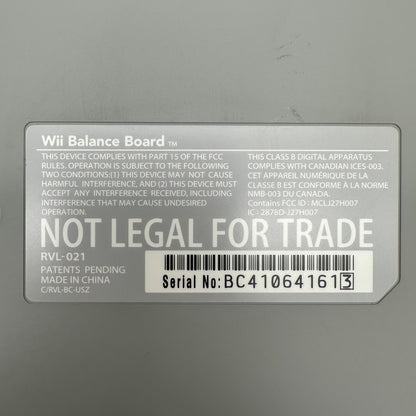 Wii Balance Board ™
THIS DEVICE COMPLIES WITH PART 15 OF THE FCC
RULES. OPERATION IS SUBJECT TO THE FOLLOWING
TWO CONDITIONS:(1) THIS DEVICE MAY NOT CAUSE
HARMFUL INTERFERENCE, AND (2) THIS DEVICE MUST
ACCEPT ANY INTERFERENCE RECEIVED, INCLUDING
INTERFERENCE THAT MAY CAUSE UNDESIRED
OPERATION.
THIS CLASS B DIGITAL APPARATUS
COMPLIES WITH CANADIAN ICES-003.
CET APPAREIL NUMÉRIQUE DE LA
CLASSE B EST CONFORME À LA NORME
NMB-003 DU CANADA.
Contains FCC ID : MCLJ27H007
IC - 2878D-J27H007
NOT LEGAL FOR TRADE
RVL-021
PATENTS PENDING
MADE IN CHINA
C/RVL-BC-USZ
Serial No:BC410641613